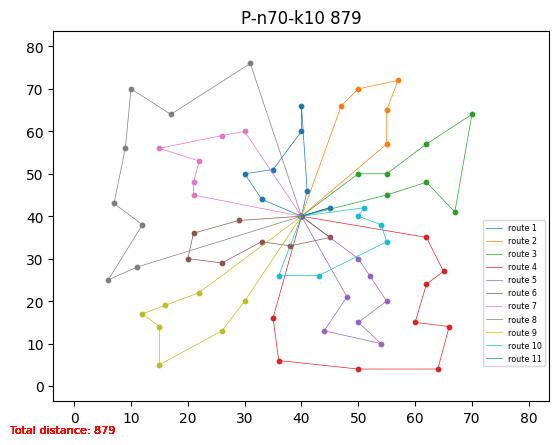 P-n70-k10 879
80
70
60
50
40
30
20
10
0
route 1
route 2
route 3
route 4
route 5
route 6
route 7
route 8
route 9
route 10
route 11
0 10 20 30 40 50 60 70 80
Total distance: 879